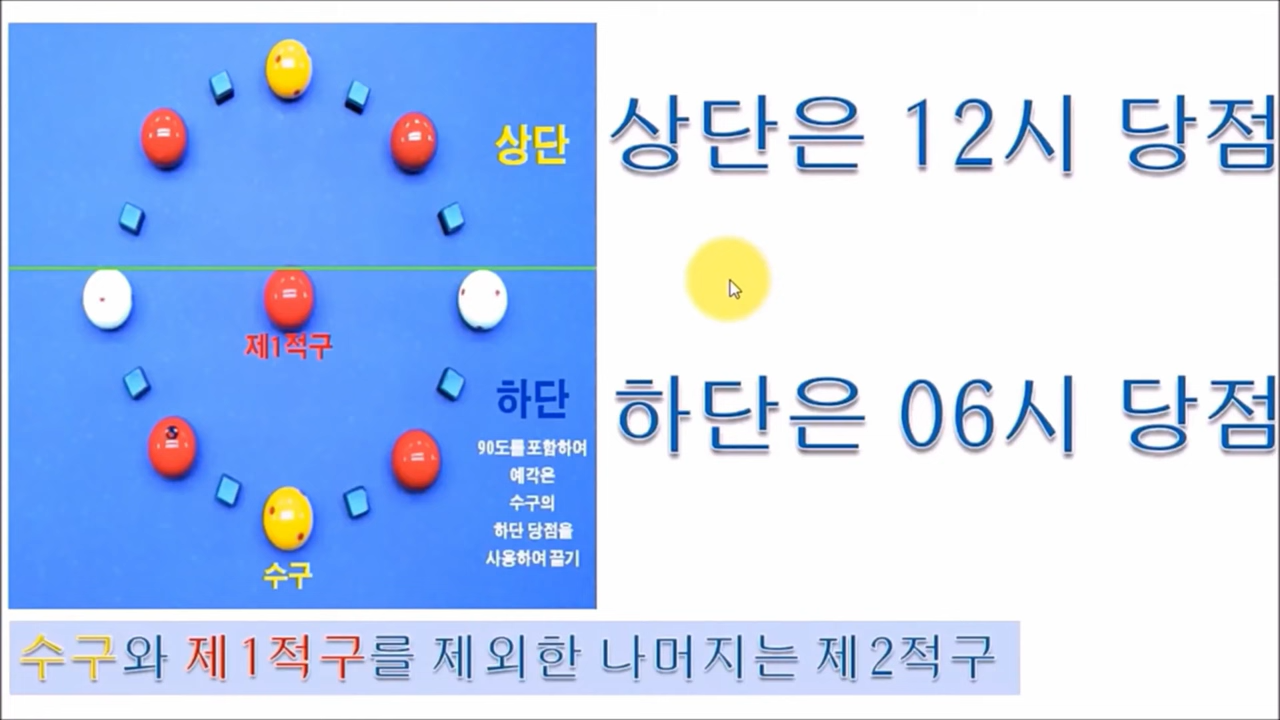 상단
상단은 12시 당점
제1적구
하단
하단은 06시 당점
90도를 포함하여
예각은
수구의
하단 당점을
사용하여 끌기
수구
수구와 제1적구를 제외한 나머지는 제2적구